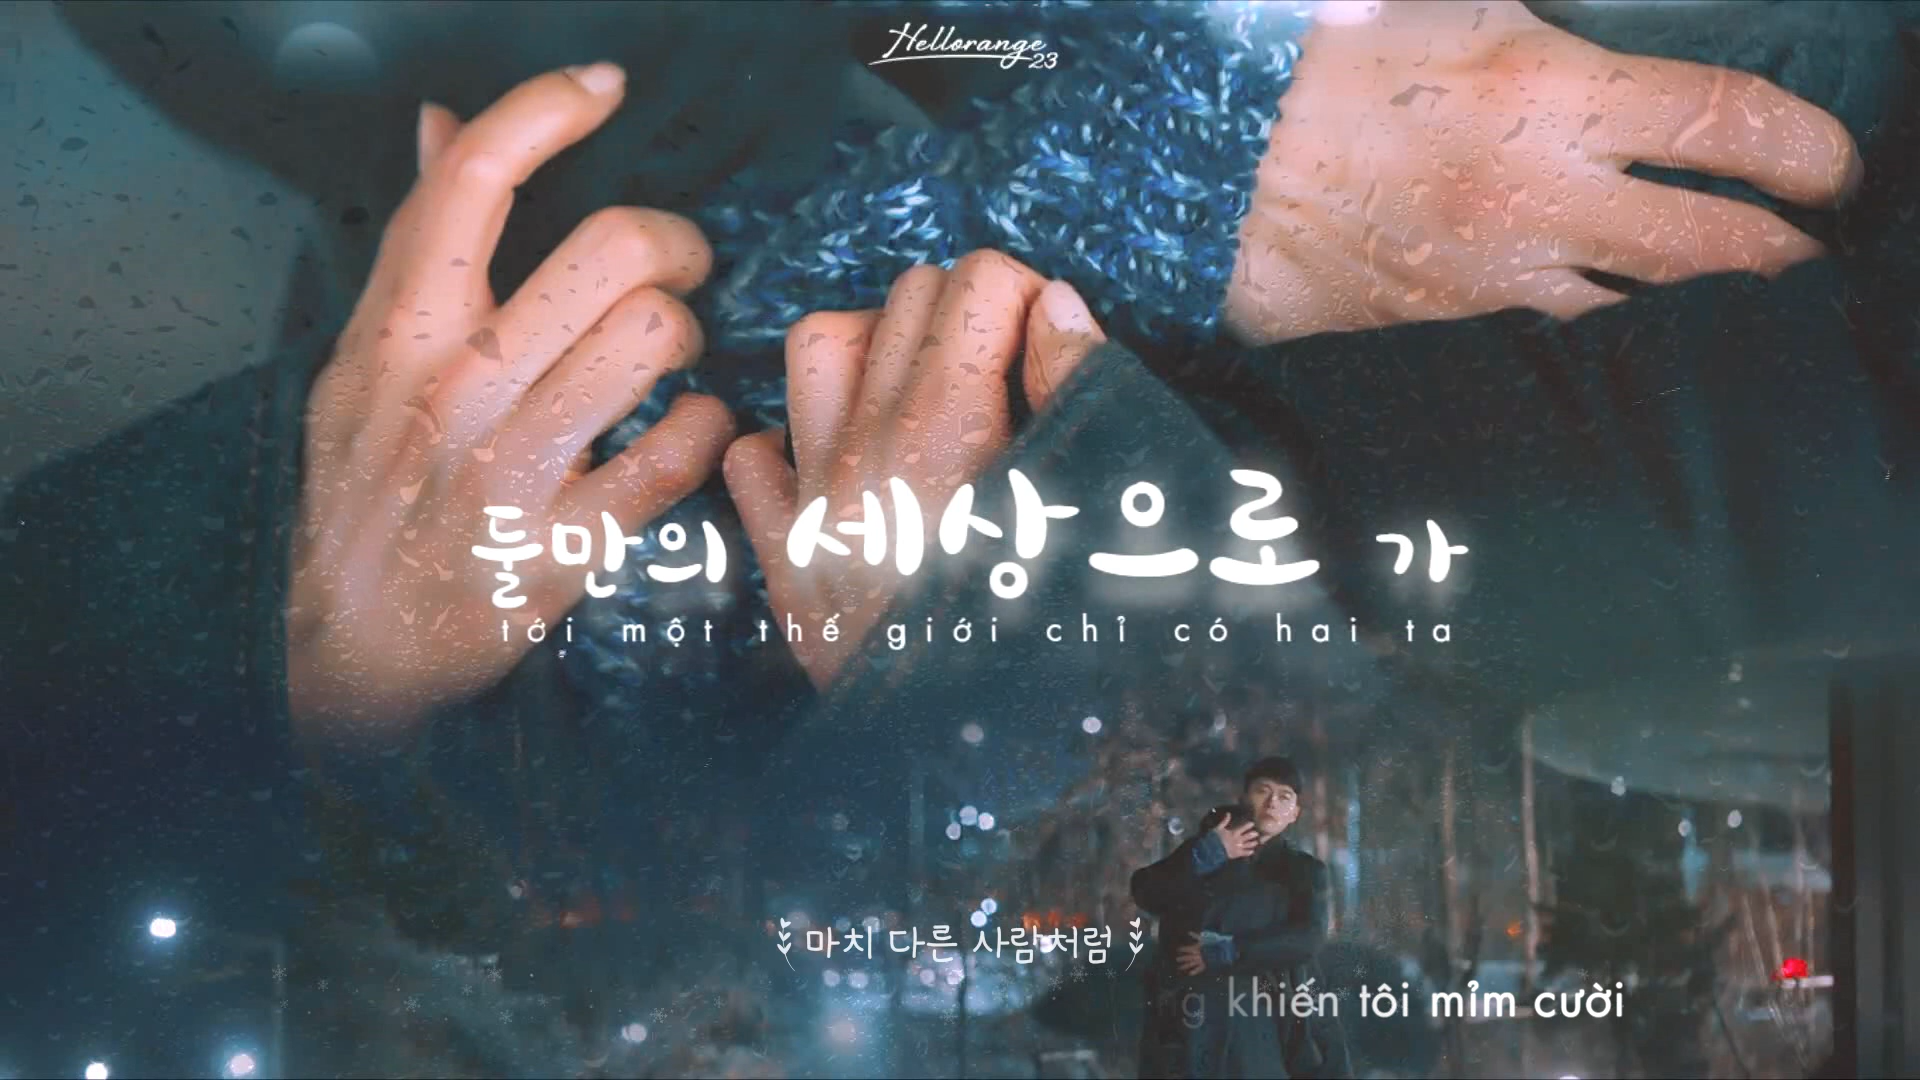 Hellorange
23
둘만의 세상으로 가
tới một thế giới chỉ có hai ta
마치 다른 사람처럼
ng khiến tôi mỉm cười